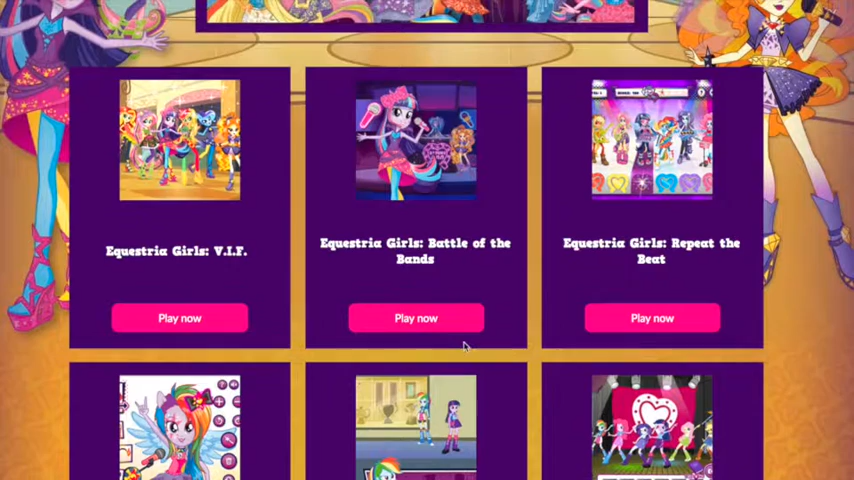 Equestria Girls: V.I.F.
Equestria Girls: Battle of the
Bands
Equestria Girls: Repeat the
Beat
Play now
Play now
Play now